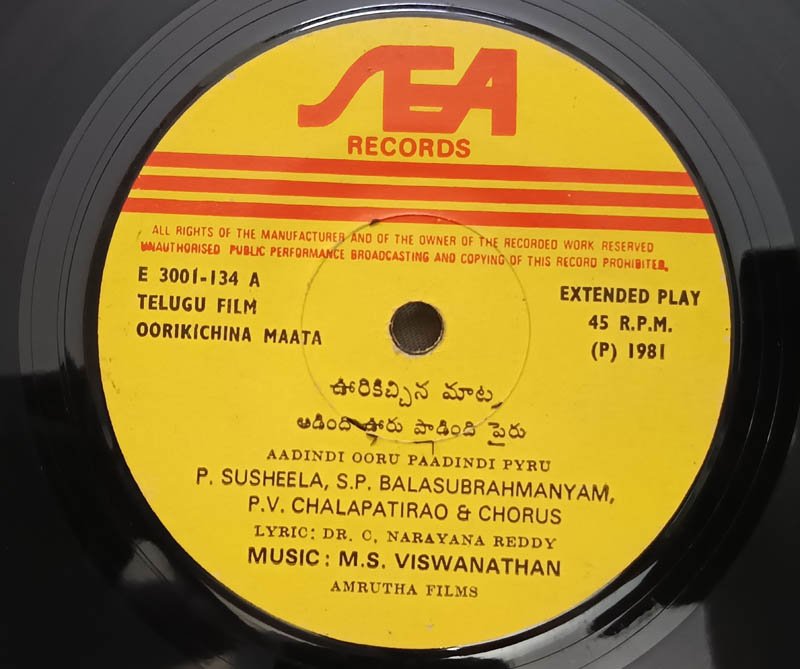 SEA
RECORDS
ALL RIGHTS OF THE MANUFACTURER AND OF THE OWNER OF THE RECORDED WORK RESERVED
UNAUTHORISED PUBLIC PERFORMANCE BROADCASTING AND COPYING OF THIS RECORD PROHIBITED.
E 3001-134 A
TELUGU FILM
OORIKICHINA MAATA
EXTENDED PLAY
45 R.P.M.
(P) 1981
ఊరికిచ్చిన మాట
ఆడింది ఊరు పాడింది పైరు
AADINDI OORU PAADINDI PYRU
P. SUSHEELA, S.P. BALASUBRAHMANYAM,
P.V. CHALAPATIRAO & CHORUS
LYRIC: DR. C. NARAYANA REDDY
MUSIC: M.S. VISWANATHAN
AMRUTHA FILMS